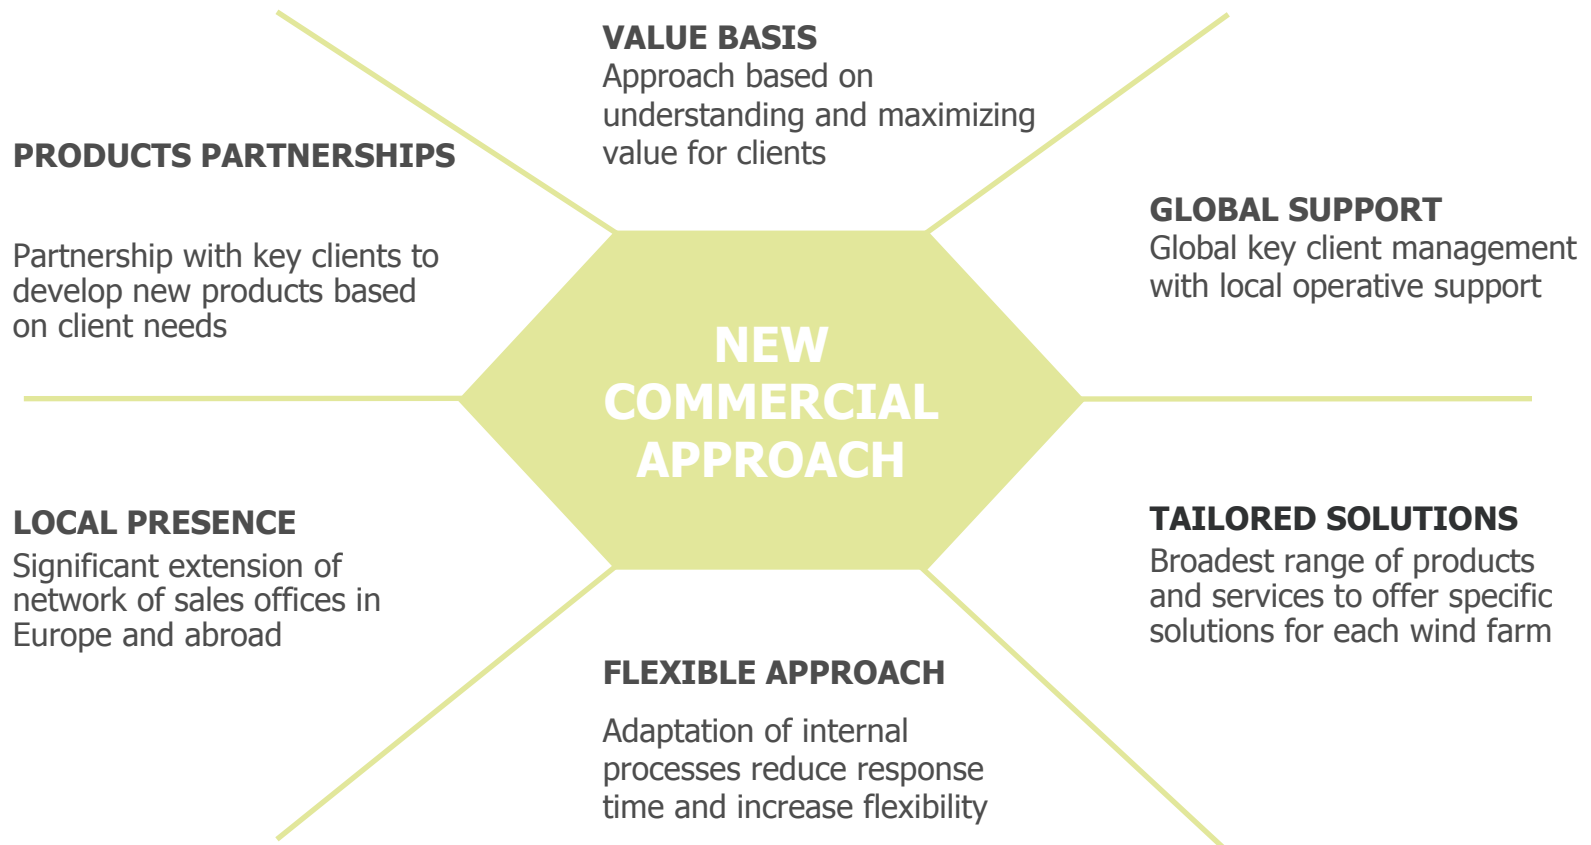 VALUE BASIS
Approach based on
understanding and maximizing
value for clients
PRODUCTS PARTNERSHIPS
Partnership with key clients to
develop new products based
on client needs
GLOBAL SUPPORT
Global key client management
with local operative support
NEW
COMMERCIAL
APPROACH
LOCAL PRESENCE
Significant extension of
network of sales offices in
Europe and abroad
TAILORED SOLUTIONS
Broadest range of products
and services to offer specific
solutions for each wind farm
FLEXIBLE APPROACH
Adaptation of internal
processes reduce response
time and increase flexibility